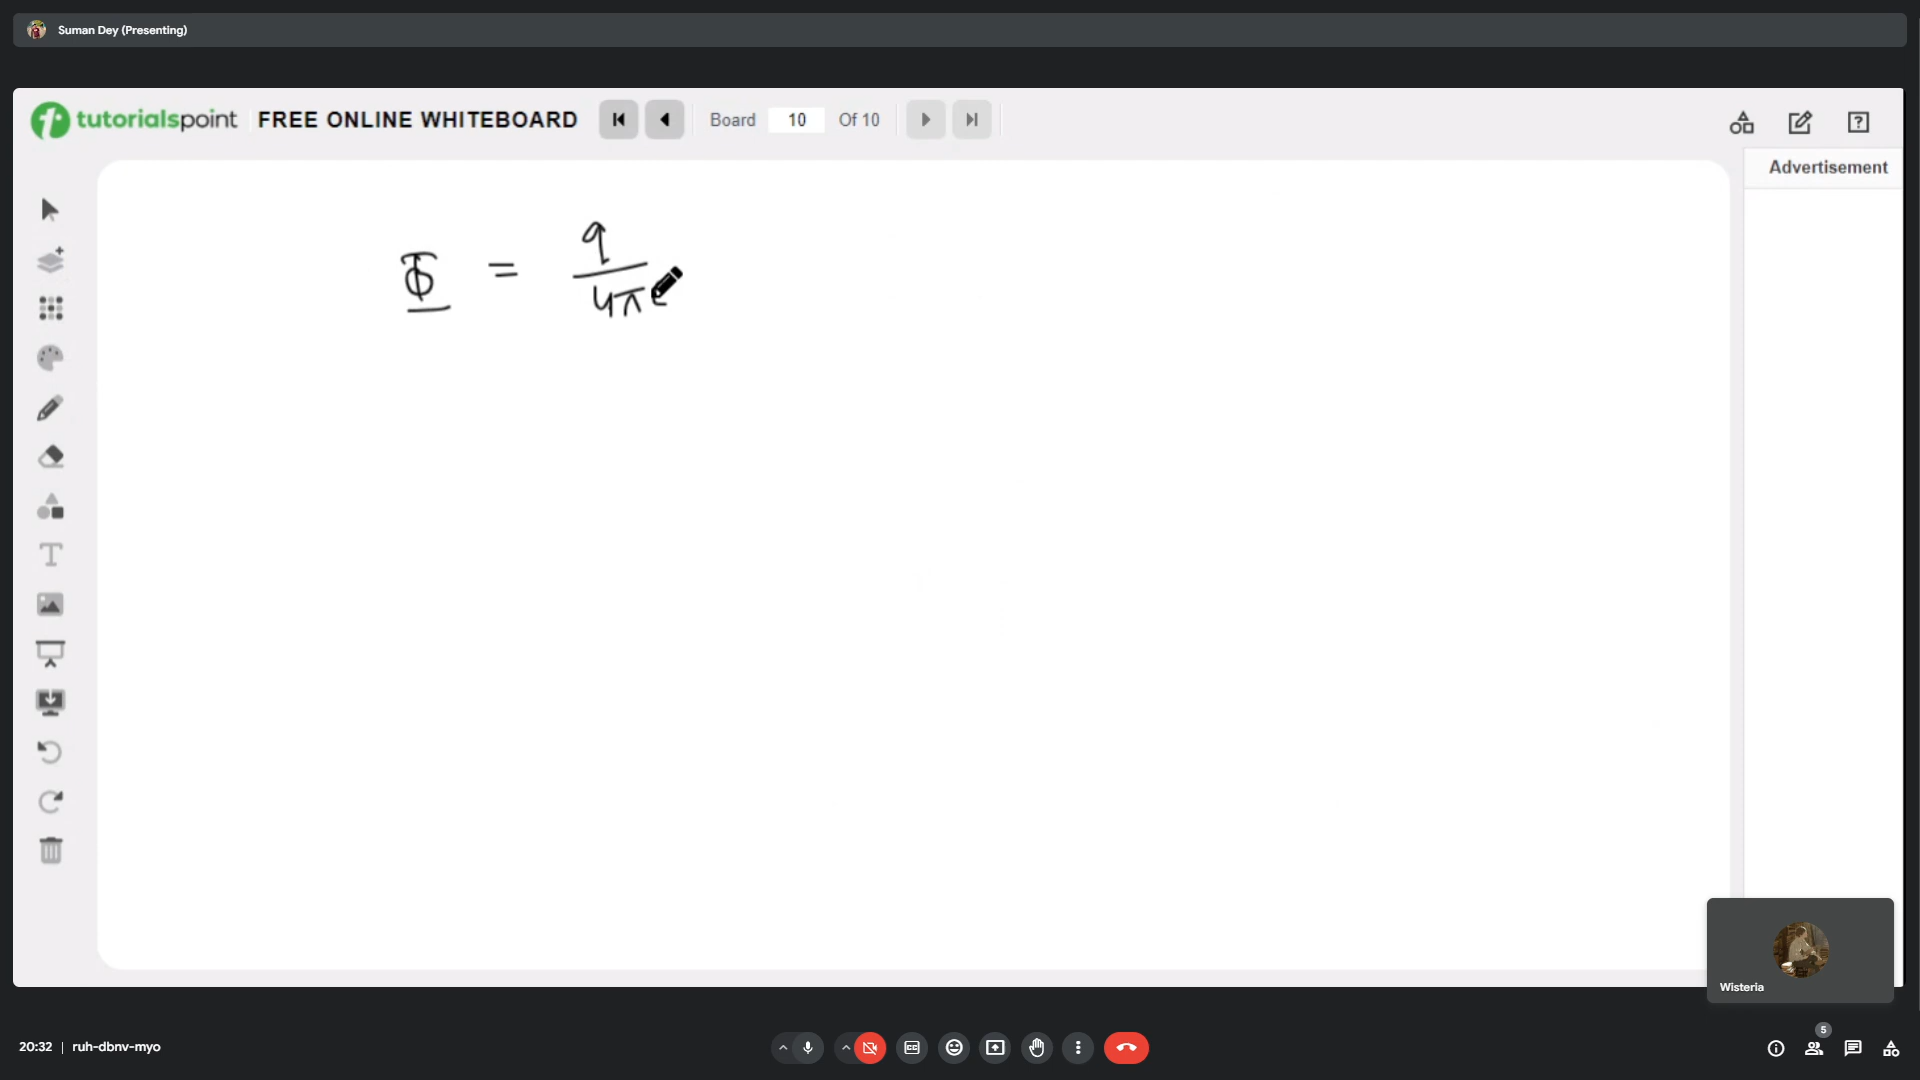 Suman Dey (Presenting)
tutorialspoint FREE ONLINE WHITEBOARD Board 10 Of 10
Advertisement
Φ = q / 4πε
Wisteria
20:32 | ruh-dbnv-myo
5